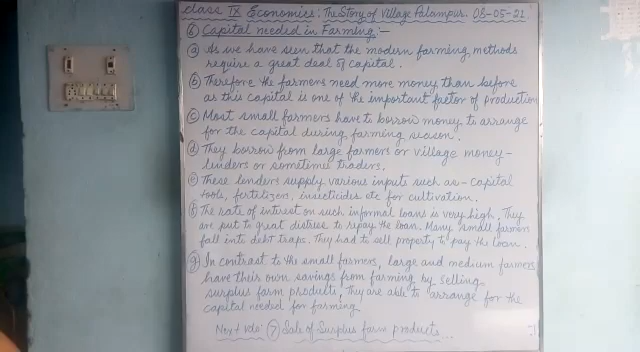 class IX Economics: The Story of Village Palampur. 08-05-21.
⑥ Capital needed in Farming:-
ⓐ As we have seen that the modern farming methods
require a great deal of capital.
ⓑ Therefore the farmers need more money than before
as this capital is one of the important factor of production
ⓒ Most small farmers have to borrow money to arrange
for the capital during farming season.
ⓓ They borrow from large farmers or village money-
lenders or sometimes traders.
ⓔ These lenders supply various inputs such as - capital
tools, fertilizers, insecticides etc for cultivation.
ⓕ The rate of interest on such informal loans is very high. They
are put to great distress to repay the loan. Many small farmers
fall into debt traps. They had to sell property to pay the loan.
ⓖ In contrast to the small farmers, large and medium farmers
have their own savings from farming by selling
surplus farm products, They are able to arrange for the
capital needed for farming
Next vdo: ⑦ Sale of Surplus farm products..